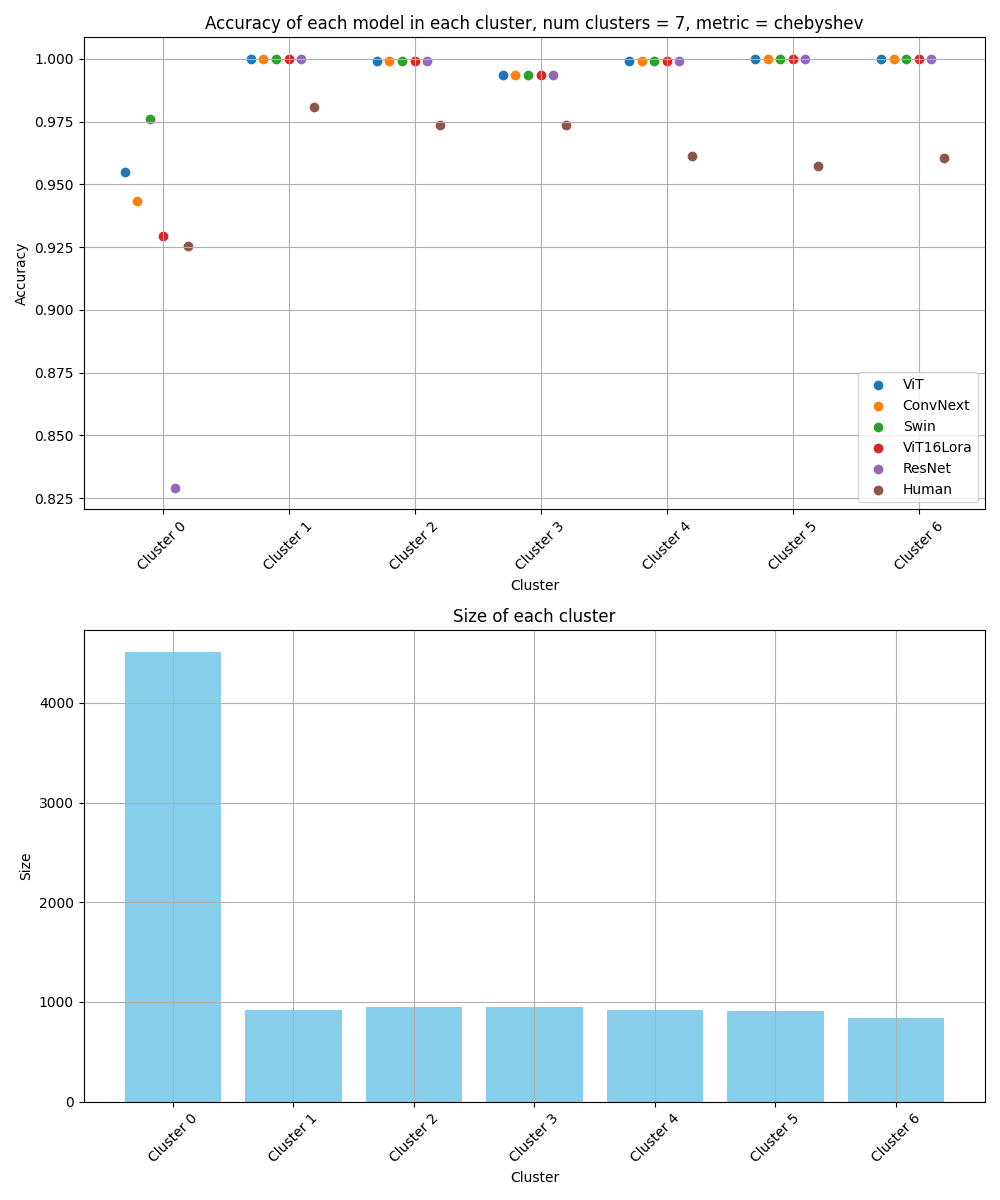 Accuracy of each model in each cluster, num clusters = 7, metric = chebyshev
Accuracy
1.000
0.975
0.950
0.925
0.900
0.875
0.850
0.825
ViT
ConvNext
Swin
ViT16Lora
ResNet
Human
Cluster 0
Cluster 1
Cluster 2
Cluster 3
Cluster 4
Cluster 5
Cluster 6
Cluster
Size of each cluster
Size
4000
3000
2000
1000
0
Cluster 0
Cluster 1
Cluster 2
Cluster 3
Cluster 4
Cluster 5
Cluster 6
Cluster